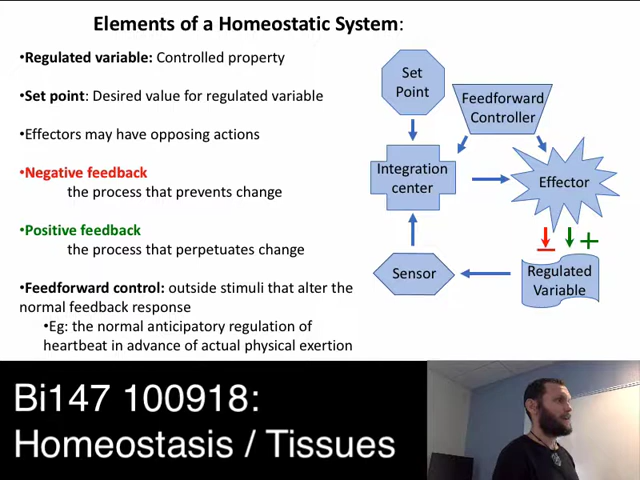 Elements of a Homeostatic System:
•Regulated variable: Controlled property
•Set point: Desired value for regulated variable
•Effectors may have opposing actions
•Negative feedback
the process that prevents change
•Positive feedback
the process that perpetuates change
•Feedforward control: outside stimuli that alter the
normal feedback response
•Eg: the normal anticipatory regulation of
heartbeat in advance of actual physical exertion
Set
Point
Feedforward
Controller
Integration
center
Effector
Sensor
Regulated
Variable
Bi147 100918:
Homeostasis / Tissues